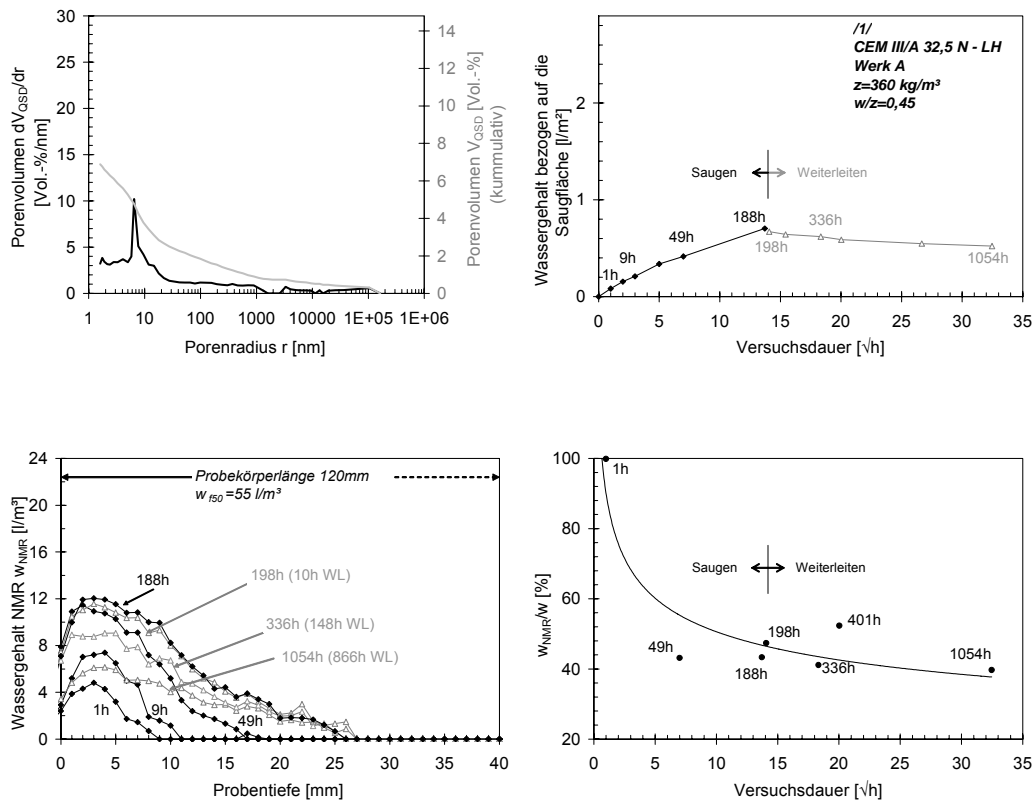 Porenvolumen dV_QSD/dr
[Vol.-%/nm]
30
25
20
15
10
5
0
14
12
10
8
6
4
2
0
Porenvolumen V_QSD [Vol.-%]
(kummulativ)
1
10
100
1000
10000
1E+05
1E+06
Porenradius r [nm]
Wassergehalt bezogen auf die
Saugfläche [l/m²]
2
1
0
/1/
CEM III/A 32,5 N - LH
Werk A
z=360 kg/m³
w/z=0,45
Saugen
Weiterleiten
1h
9h
49h
188h
198h
336h
1054h
0
5
10
15
20
25
30
35
Versuchsdauer [√h]
Wassergehalt NMR w_NMR [l/m³]
24
20
16
12
8
4
0
Probekörperlänge 120mm
w_f50 =55 l/m³
188h
198h (10h WL)
336h (148h WL)
1054h (866h WL)
1h
9h
49h
0
5
10
15
20
25
30
35
40
Probentiefe [mm]
w_NMR/w [%]
100
80
60
40
20
1h
Saugen
Weiterleiten
49h
188h
198h
336h
401h
1054h
0
5
10
15
20
25
30
35
Versuchsdauer [√h]